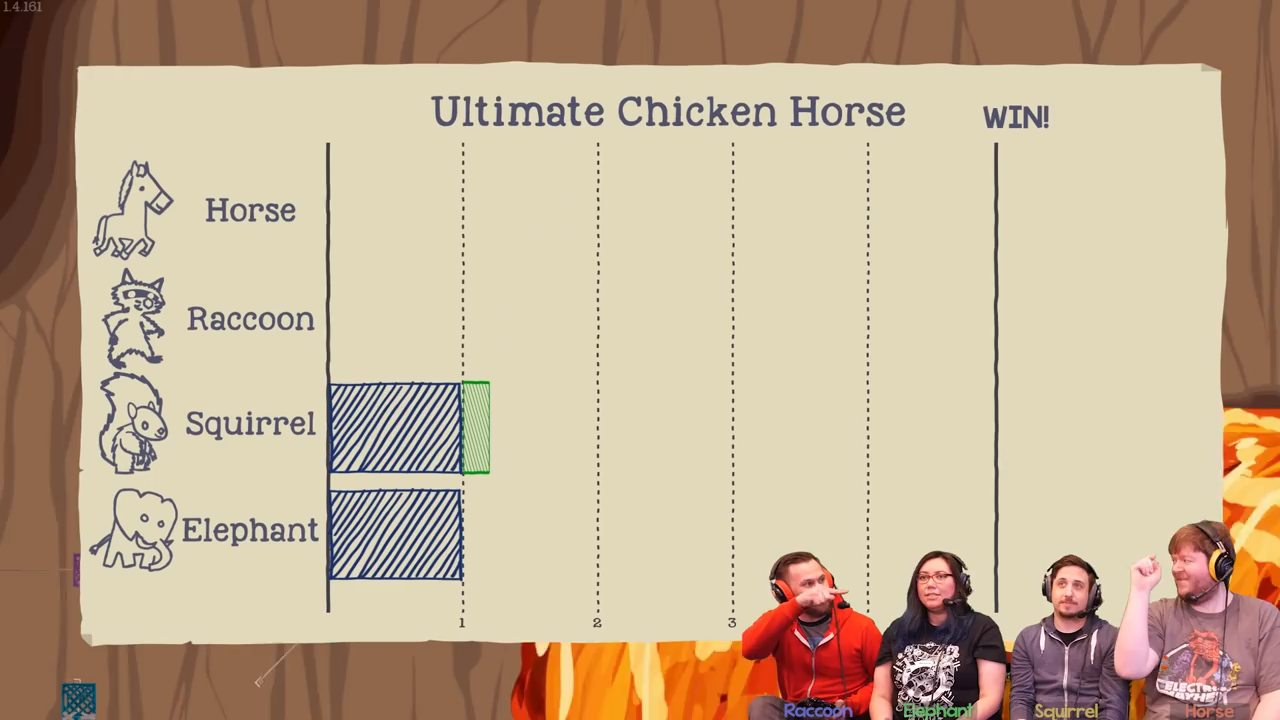 1.4.161
Ultimate Chicken Horse
WIN!
Horse
Raccoon
Squirrel
Elephant
1
2
3
Raccoon
Elephant
Squirrel
Horse